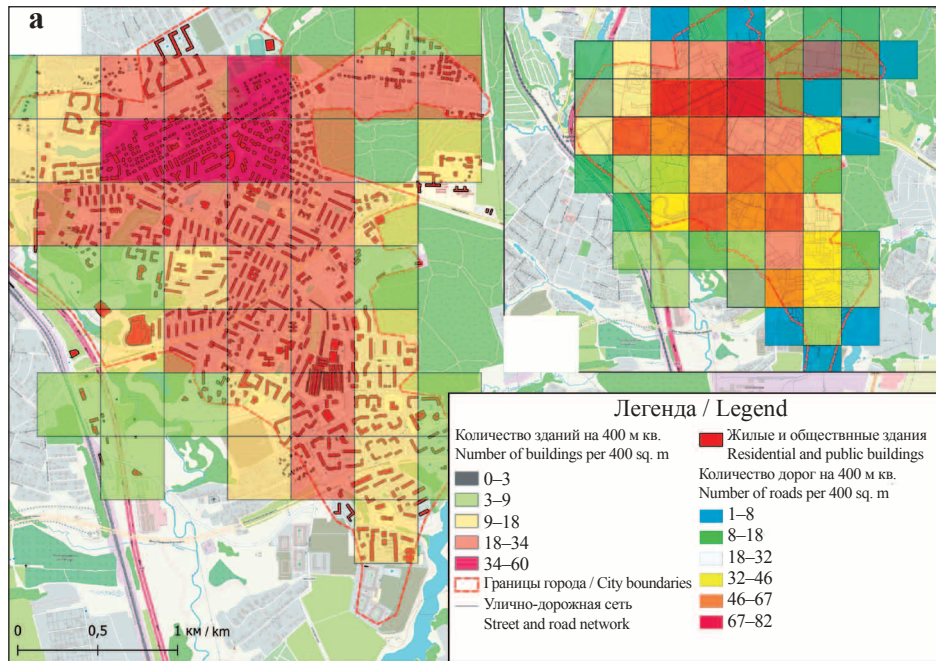 а
Легенда / Legend
Количество зданий на 400 м кв.
Number of buildings per 400 sq. m
0–3
3–9
9–18
18–34
34–60
Границы города / City boundaries
Улично-дорожная сеть
Street and road network
Жилые и обществнные здания
Residential and public buildings
Количество дорог на 400 м кв.
Number of roads per 400 sq. m
1–8
8–18
18–32
32–46
46–67
67–82
0 0,5 1 км / km